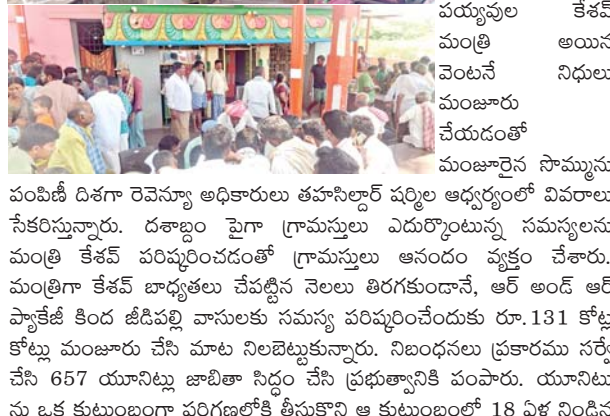 పయ్యవుల కేశవ్
మంత్రి అయిన
వెంటనే నిధులు
మంజూరు
చేయడంతో
మంజూరైన సొమ్మును
పంపిణీ దిశగా రెవెన్యూ అధికారులు తహసిల్దార్ షర్మిల ఆధ్వర్యంలో వివరాలు
సేకరిస్తున్నారు. దశాబ్దం పైగా గ్రామస్తులు ఎదుర్కొంటున్న సమస్యలను
మంత్రి కేశవ్ పరిష్కరించడంతో గ్రామస్తులు ఆనందం వ్యక్తం చేశారు.
మంత్రిగా కేశవ్ బాధ్యతలు చేపట్టిన నెలలు తిరగకుండానే, ఆర్ అండ్ ఆర్
ప్యాకేజీ కింద జీడిపల్లి వాసులకు సమస్య పరిష్కరించేందుకు రూ.131 కోట్ల
కోట్లు మంజూరు చేసి మాట నిలబెట్టుకున్నారు. నిబంధనలు ప్రకారము సర్వే
చేసి 657 యూనిట్లు జాబితా సిద్ధం చేసి ప్రభుత్వానికి పంపారు. యూనిటు
ను ఒక కుటుంబంగా పరిగణలోకి తీసుకొని ఆ కుటుంబంలో 18 ఏళ్ల నిండిన